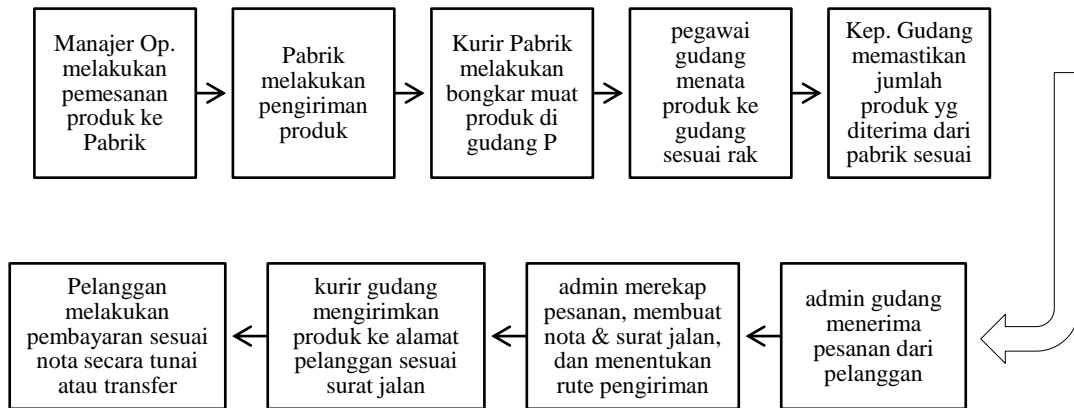 Manajer Op.
melakukan
pemesanan
produk ke
Pabrik
Pabrik
melakukan
pengiriman
produk
Kurir Pabrik
melakukan
bongkar muat
produk di
gudang P
pegawai
gudang
menata
produk ke
gudang
sesuai rak
Kep. Gudang
memastikan
jumlah
produk yg
diterima dari
pabrik sesuai
admin gudang
menerima
pesanan dari
pelanggan
admin merekap
pesanan, membuat
nota & surat jalan,
dan menentukan
rute pengiriman
kurir gudang
mengirimkan
produk ke alamat
pelanggan sesuai
surat jalan
Pelanggan
melakukan
pembayaran sesuai
nota secara tunai
atau transfer